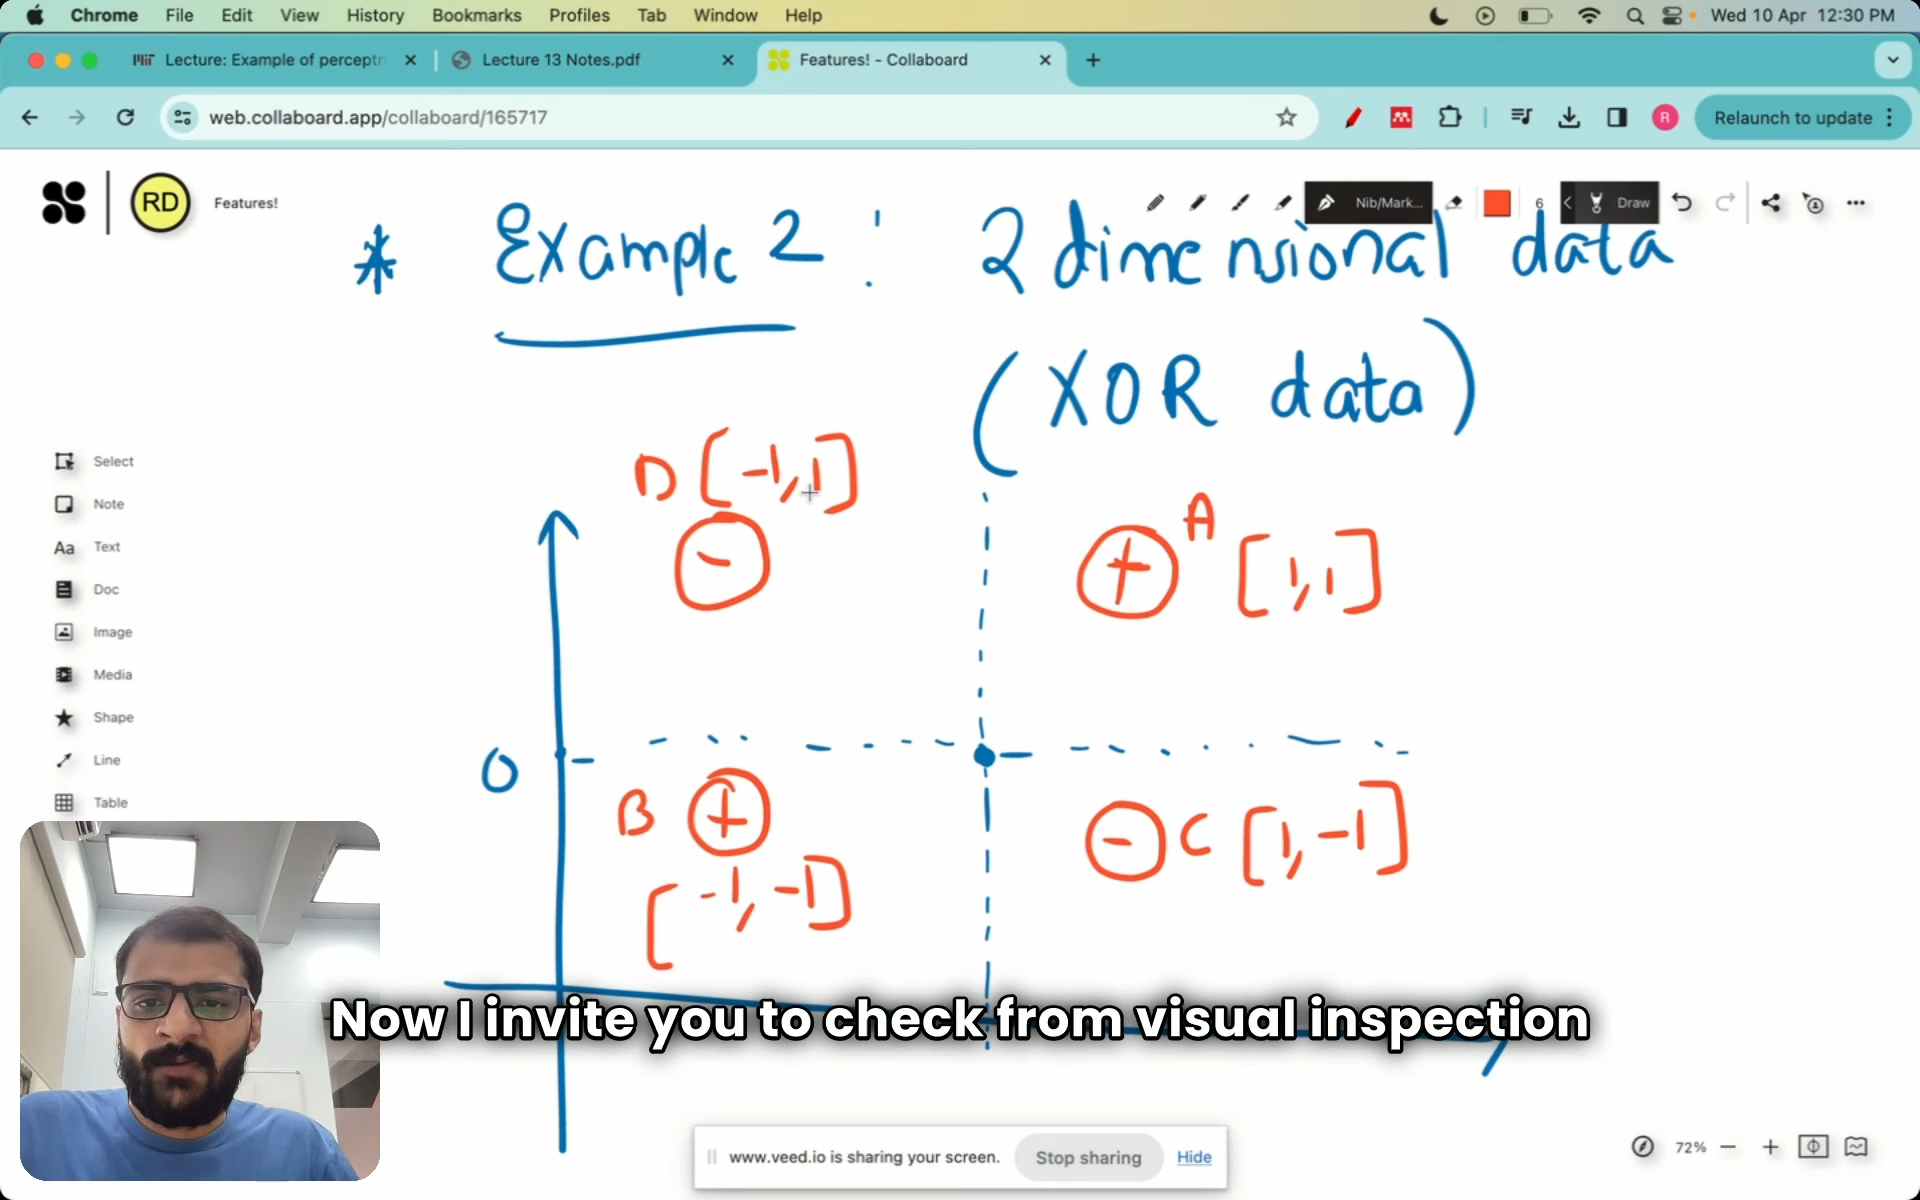 Chrome File Edit View History Bookmarks Profiles Tab Window Help Wed 10 Apr 12:30 PM
Lecture: Example of perceptr Lecture 13 Notes.pdf Features! - Collaboard
web.collaboard.app/collaboard/165717 R Relaunch to update
RD Features! Nib/Mark... 6 Draw
* Example 2 : 2 dimensional data
(XOR data)
D [-1,1]
-
+ A [1,1]
Select
Note
Aa Text
Doc
Image
Media
Shape
Line
Table
0
B +
[-1,-1]
- C [1,-1]
Now I invite you to check from visual inspection
www.veed.io is sharing your screen. Stop sharing Hide
72% - +